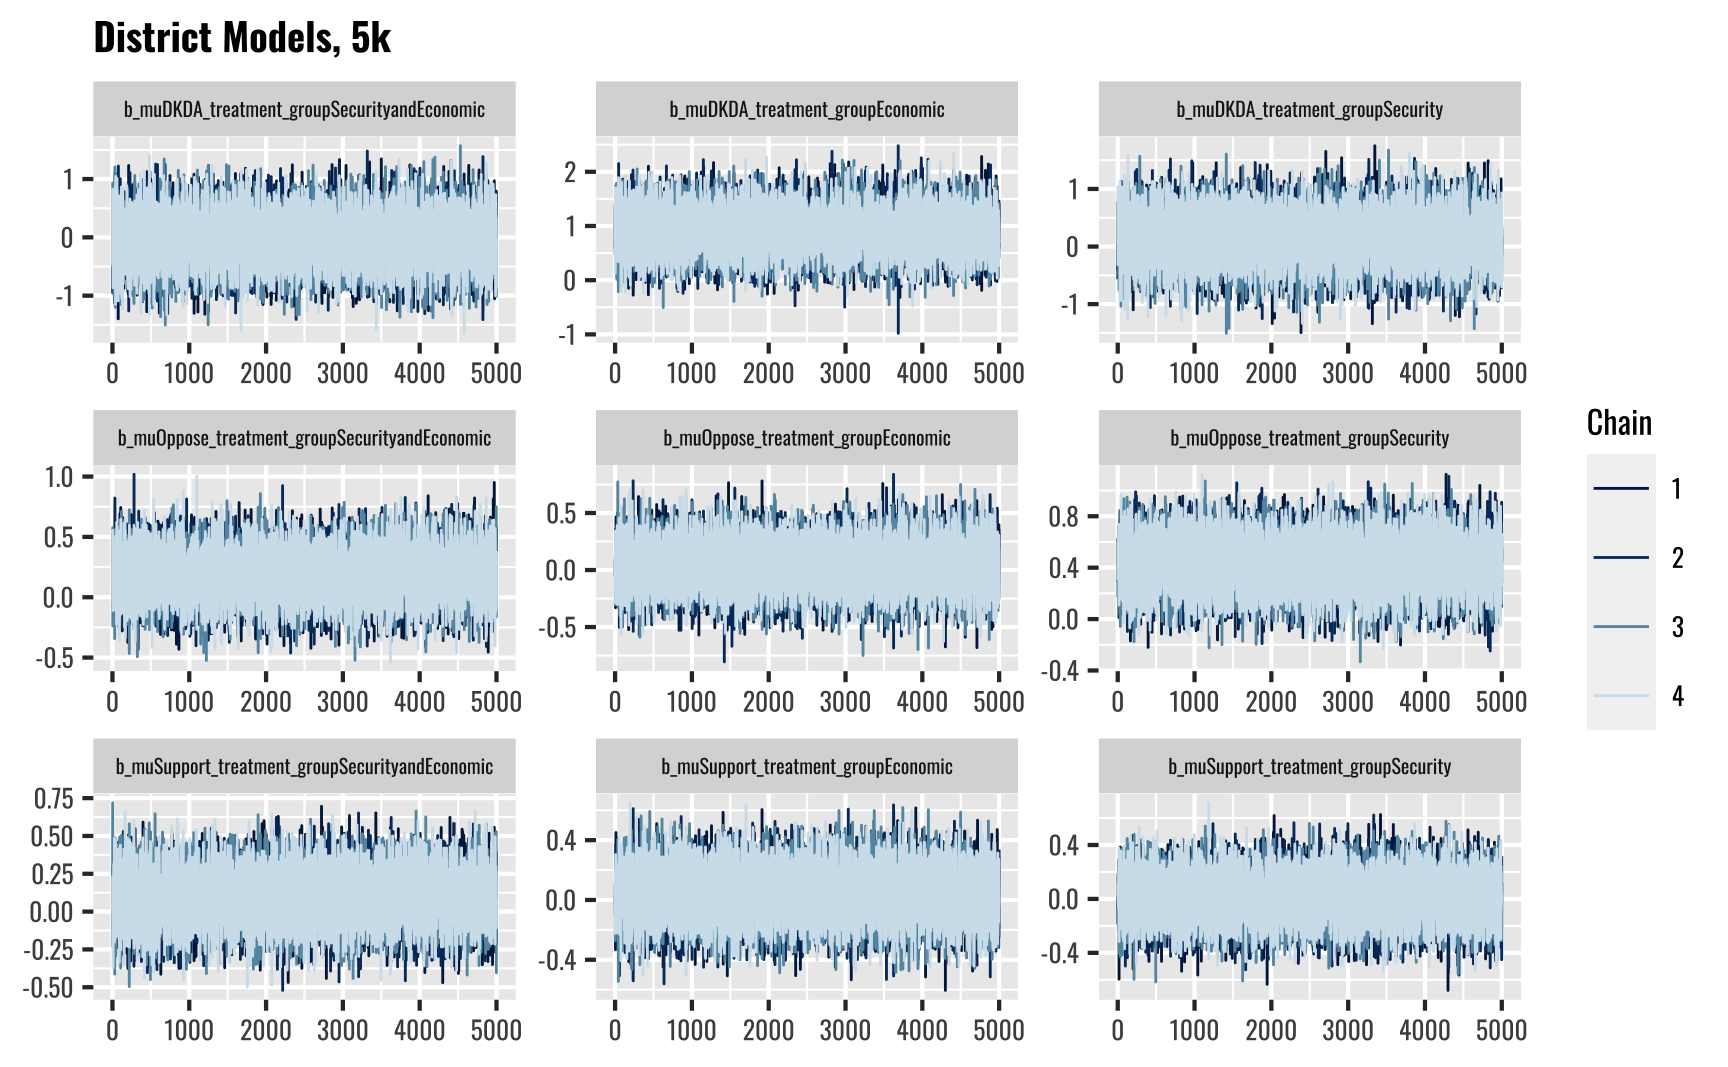 District Models, 5k
b_muDKDA_treatment_groupSecurityandEconomic
b_muDKDA_treatment_groupEconomic
b_muDKDA_treatment_groupSecurity
1
0
-1
2
1
0
-1
1
0
-1
0 1000 2000 3000 4000 5000
0 1000 2000 3000 4000 5000
0 1000 2000 3000 4000 5000
b_muOppose_treatment_groupSecurityandEconomic
b_muOppose_treatment_groupEconomic
b_muOppose_treatment_groupSecurity
1.0
0.5
0.0
-0.5
0.5
0.0
-0.5
0.8
0.4
0.0
-0.4
0 1000 2000 3000 4000 5000
0 1000 2000 3000 4000 5000
0 1000 2000 3000 4000 5000
b_muSupport_treatment_groupSecurityandEconomic
b_muSupport_treatment_groupEconomic
b_muSupport_treatment_groupSecurity
0.75
0.50
0.25
0.00
-0.25
-0.50
0.4
0.0
-0.4
0.4
0.0
-0.4
0 1000 2000 3000 4000 5000
0 1000 2000 3000 4000 5000
0 1000 2000 3000 4000 5000
Chain
1
2
3
4